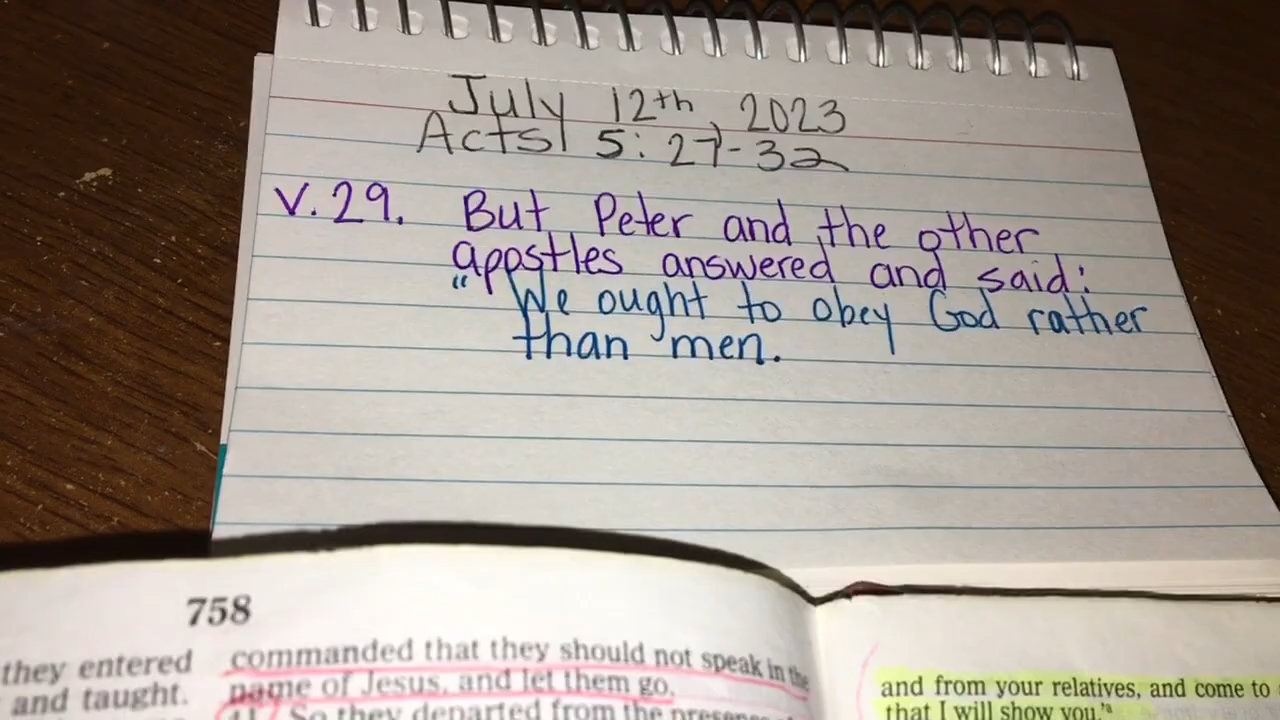 July 12th, 2023
Acts 5:27-32
v.29. But Peter and the other
apostles answered and said:
"We ought to obey God rather
than men.
758
they entered
and taught.
commanded that they should not speak in the
name of Jesus, and let them go.
41 So they departed from the presenc
and from your relatives, and come to a
that I will show you.'a